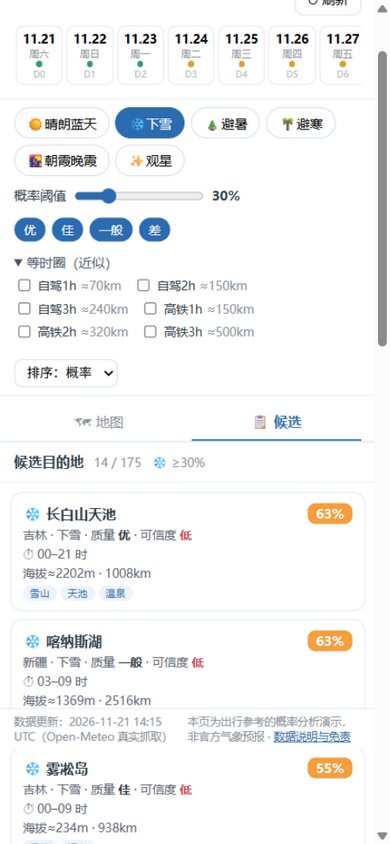 刷新
11.21 11.22 11.23 11.24 11.25 11.26 11.27
周六 周日 周一 周二 周三 周四 周五
D0 D1 D2 D3 D4 D5 D6
晴朗蓝天 下雪 避暑 避寒
朝霞晚霞 观星
概率阈值 30%
优 佳 一般 差
▼ 等时圈（近似）
自驾1h ≈70km 自驾2h ≈150km
自驾3h ≈240km 高铁1h ≈150km
高铁2h ≈320km 高铁3h ≈500km
排序：概率
地图 候选
候选目的地 14 / 175 ≥30%
长白山天池 63%
吉林 · 下雪 · 质量 优 · 可信度 低
00–21 时
海拔≈2202m · 1008km
雪山 天池 温泉
喀纳斯湖 63%
新疆 · 下雪 · 质量 一般 · 可信度 低
03–09 时
海拔≈1369m · 2516km
数据更新：2026-11-21 14:15
UTC（Open-Meteo 真实抓取）
本页为出行参考的概率分析演示，
非官方气象预报 · 数据说明与免责
雾凇岛 55%
吉林 · 下雪 · 质量 佳 · 可信度 低
00–09 时
海拔≈234m · 938km